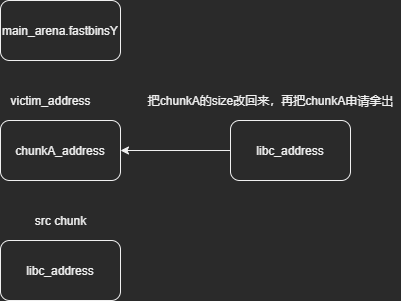 main_arena.fastbinsY
victim_address
把chunkA的size改回来，再把chunkA申请拿出
chunkA_address
libc_address
src chunk
libc_address